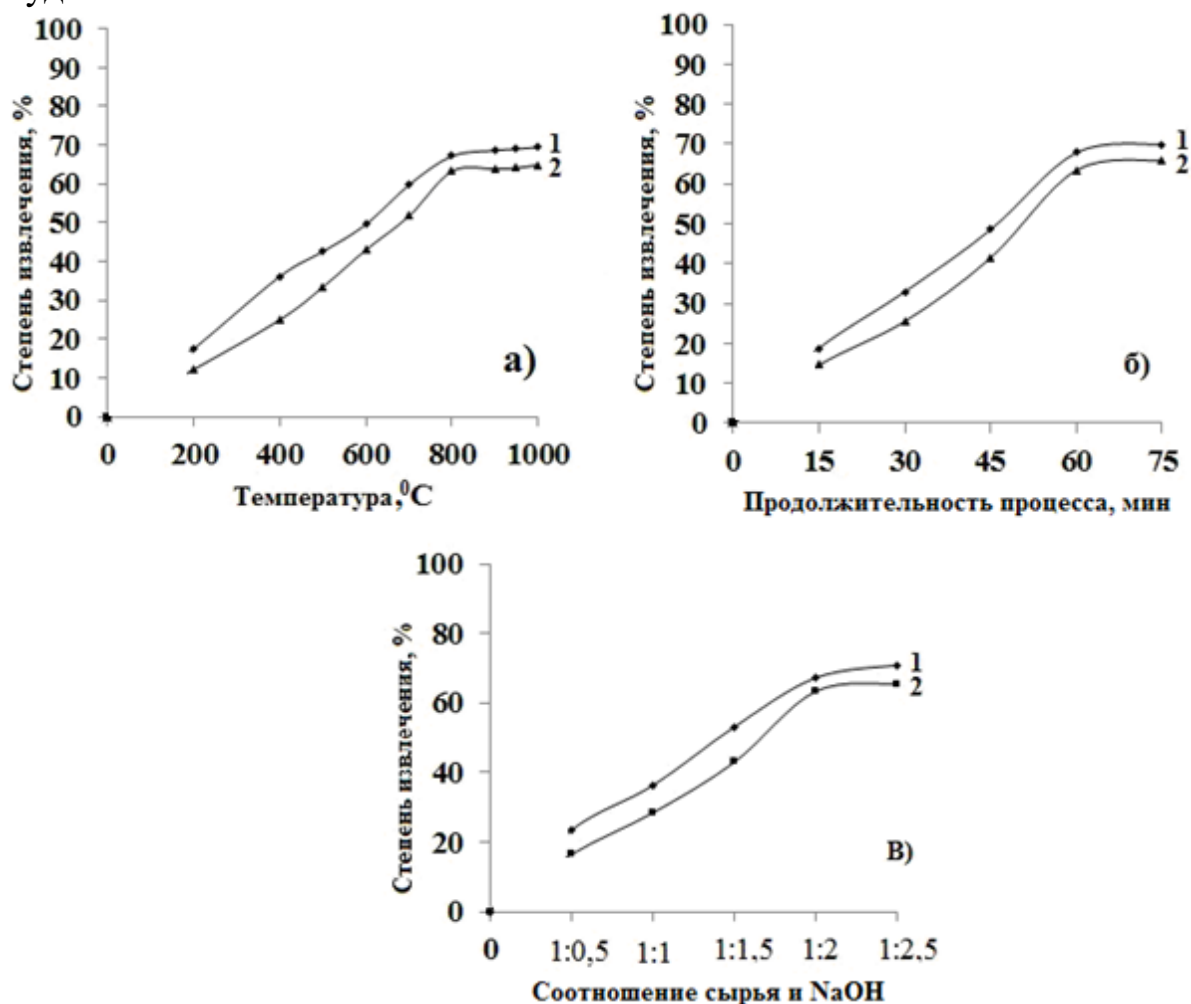 100
90
80
70
60
50
40
30
20
10
0
Степень извлечения, %
1
2
а)
0 200 400 600 800 1000
Температура,⁰С
100
90
80
70
60
50
40
30
20
10
0
Степень извлечения, %
1
2
б)
0 15 30 45 60 75
Продолжительность процесса, мин
100
80
60
40
20
0
Степень извлечения, %
1
2
В)
0 1:0,5 1:1 1:1,5 1:2 1:2,5
Соотношение сырья и NaOH